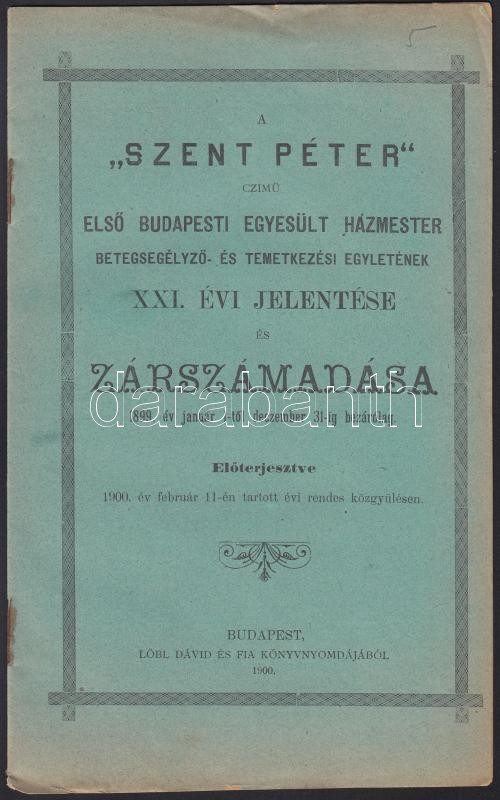 5
A
„SZENT PÉTER“
CZIMŰ
ELSŐ BUDAPESTI EGYESÜLT HÁZMESTER
BETEGSEGÉLYZŐ- ÉS TEMETKEZÉSI EGYLETÉNEK
XXI. ÉVI JELENTÉSE
ÉS
ZÁRSZÁMADÁSA
1899. év január 1-től deczember 31-ig bezárólag.
darabanth
Előterjesztve
1900. év február 11-én tartott évi rendes közgyülésen.
BUDAPEST,
LÖBL DÁVID ÉS FIA KÖNYVNYOMDÁJÁBÓL
1900.